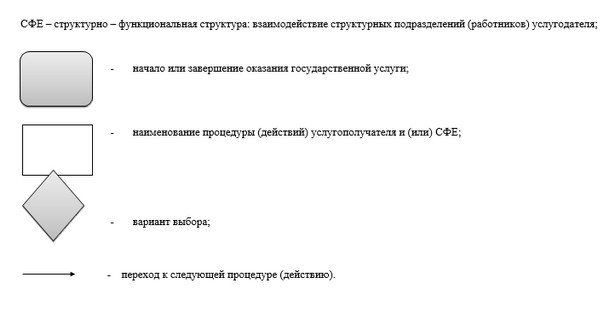 СФЕ – структурно – функциональная структура: взаимодействие структурных подразделений (работников) услугодателя;
- начало или завершение оказания государственной услуги;
- наименование процедуры (действий) услугополучателя и (или) СФЕ;
- вариант выбора;
- переход к следующей процедуре (действию).